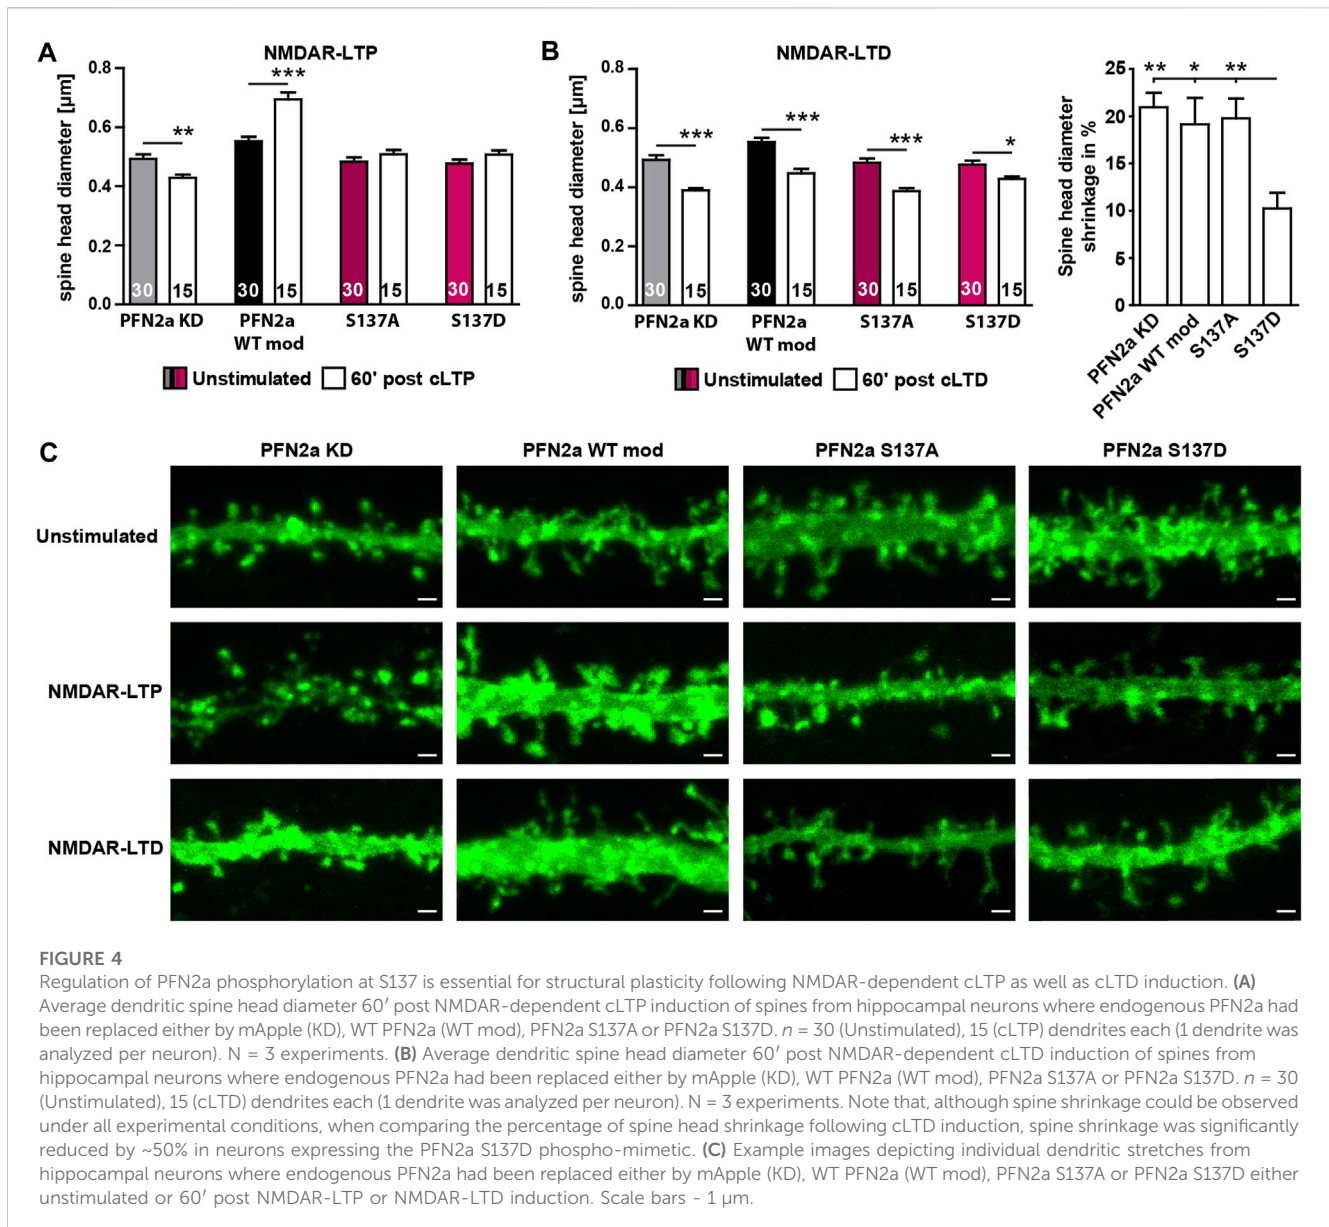 A
NMDAR-LTP
spine head diameter [µm]
0.8
0.6
0.4
0.2
0.0
**
***
30 15 30 15 30 15 30 15
PFN2a KD PFN2a WT mod S137A S137D
Unstimulated 60' post cLTP
B
NMDAR-LTD
spine head diameter [µm]
0.8
0.6
0.4
0.2
0.0
***
***
***
*
30 15 30 15 30 15 30 15
PFN2a KD PFN2a WT mod S137A S137D
Unstimulated 60' post cLTD
Spine head diameter
shrinkage in %
25
20
15
10
5
0
** * **
PFN2a KD
PFN2a WT mod
S137A
S137D
C
PFN2a KD PFN2a WT mod PFN2a S137A PFN2a S137D
Unstimulated
NMDAR-LTP
NMDAR-LTD
FIGURE 4
Regulation of PFN2a phosphorylation at S137 is essential for structural plasticity following NMDAR-dependent cLTP as well as cLTD induction. (A)
Average dendritic spine head diameter 60′ post NMDAR-dependent cLTP induction of spines from hippocampal neurons where endogenous PFN2a had
been replaced either by mApple (KD), WT PFN2a (WT mod), PFN2a S137A or PFN2a S137D. n = 30 (Unstimulated), 15 (cLTP) dendrites each (1 dendrite was
analyzed per neuron). N = 3 experiments. (B) Average dendritic spine head diameter 60′ post NMDAR-dependent cLTD induction of spines from
hippocampal neurons where endogenous PFN2a had been replaced either by mApple (KD), WT PFN2a (WT mod), PFN2a S137A or PFN2a S137D. n = 30
(Unstimulated), 15 (cLTD) dendrites each (1 dendrite was analyzed per neuron). N = 3 experiments. Note that, although spine shrinkage could be observed
under all experimental conditions, when comparing the percentage of spine head shrinkage following cLTD induction, spine shrinkage was significantly
reduced by ~50% in neurons expressing the PFN2a S137D phospho-mimetic. (C) Example images depicting individual dendritic stretches from
hippocampal neurons where endogenous PFN2a had been replaced either by mApple (KD), WT PFN2a (WT mod), PFN2a S137A or PFN2a S137D either
unstimulated or 60′ post NMDAR-LTP or NMDAR-LTD induction. Scale bars - 1 µm.